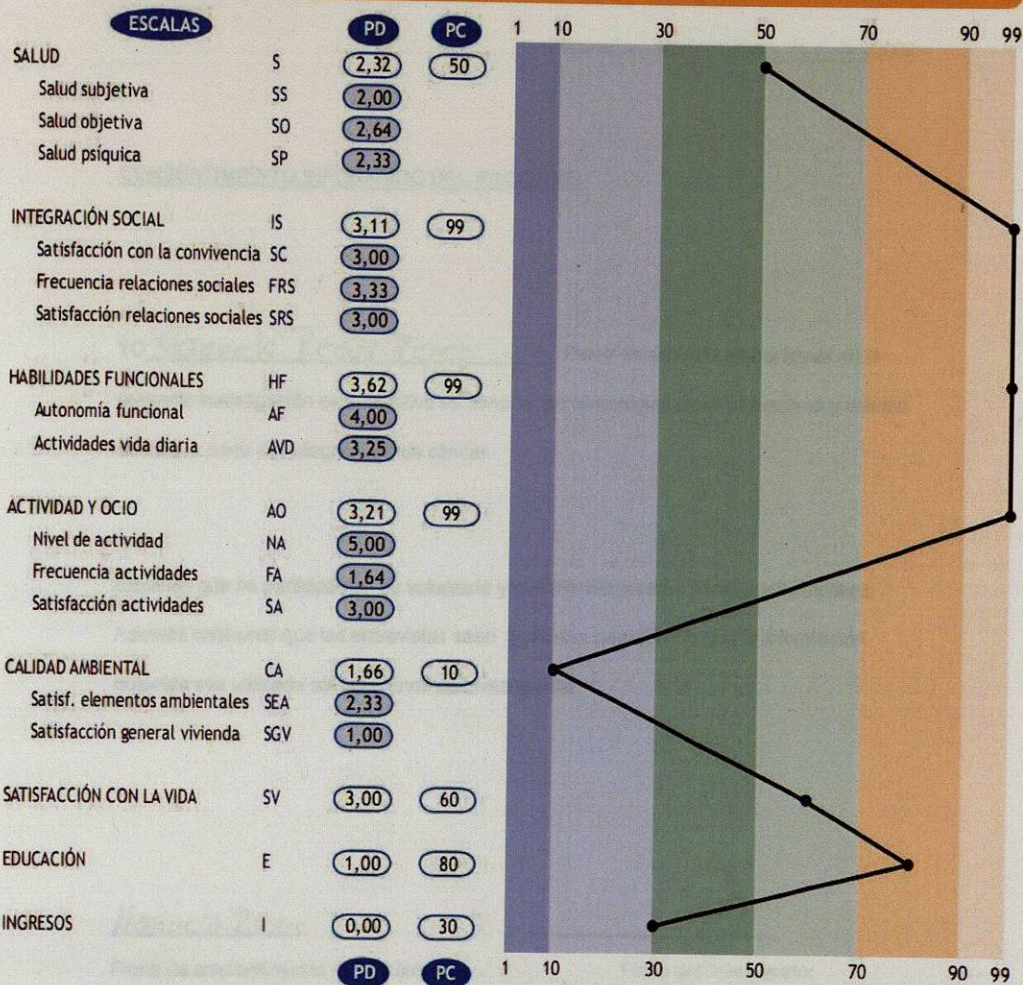 ESCALAS PD PC 1 10 30 50 70 90 99
SALUD S 2,32 50
Salud subjetiva SS 2,00
Salud objetiva SO 2,64
Salud psíquica SP 2,33
INTEGRACIÓN SOCIAL IS 3,11 99
Satisfacción con la convivencia SC 3,00
Frecuencia relaciones sociales FRS 3,33
Satisfacción relaciones sociales SRS 3,00
HABILIDADES FUNCIONALES HF 3,62 99
Autonomía funcional AF 4,00
Actividades vida diaria AVD 3,25
ACTIVIDAD Y OCIO AO 3,21 99
Nivel de actividad NA 5,00
Frecuencia actividades FA 1,64
Satisfacción actividades SA 3,00
CALIDAD AMBIENTAL CA 1,66 10
Satisf. elementos ambientales SEA 2,33
Satisfacción general vivienda SGV 1,00
SATISFACCIÓN CON LA VIDA SV 3,00 60
EDUCACIÓN E 1,00 80
INGRESOS I 0,00 30
PD PC 1 10 30 50 70 90 99